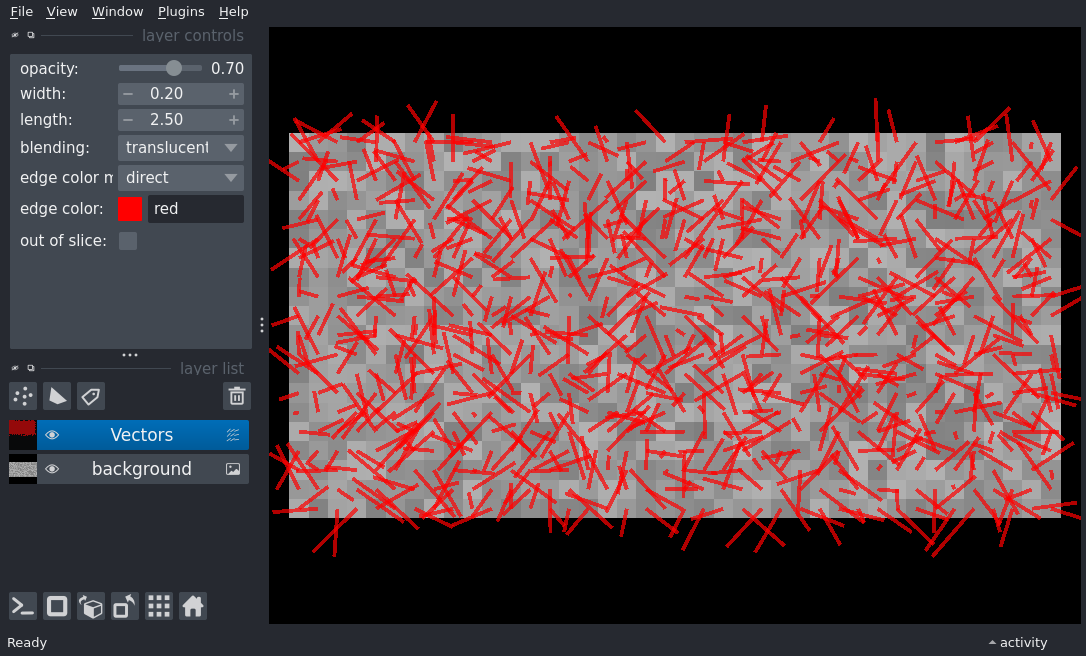 File View Window Plugins Help
layer controls
opacity: 0.70
width: − 0.20 +
length: − 2.50 +
blending: translucent
edge color m direct
edge color: red
out of slice:
layer list
Vectors
background
Ready activity